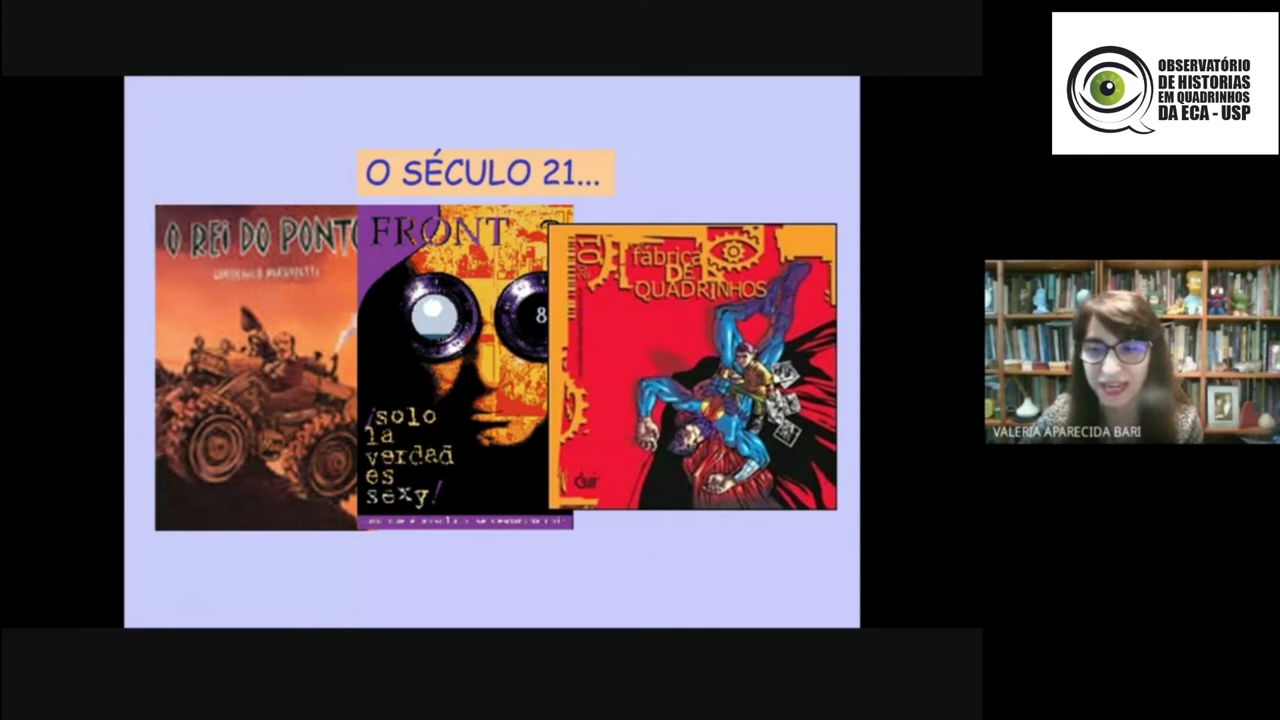 OBSERVATÓRIO
DE HISTORIAS
EM QUADRINHOS
DA ECA - USP
O SÉCULO 21...
O REI DO PONTO
FRONT
8
/solo
la
verdad
es
sexy/
01
fábrica
DE
QUADRINHOS
VALERIA APARECIDA BARI